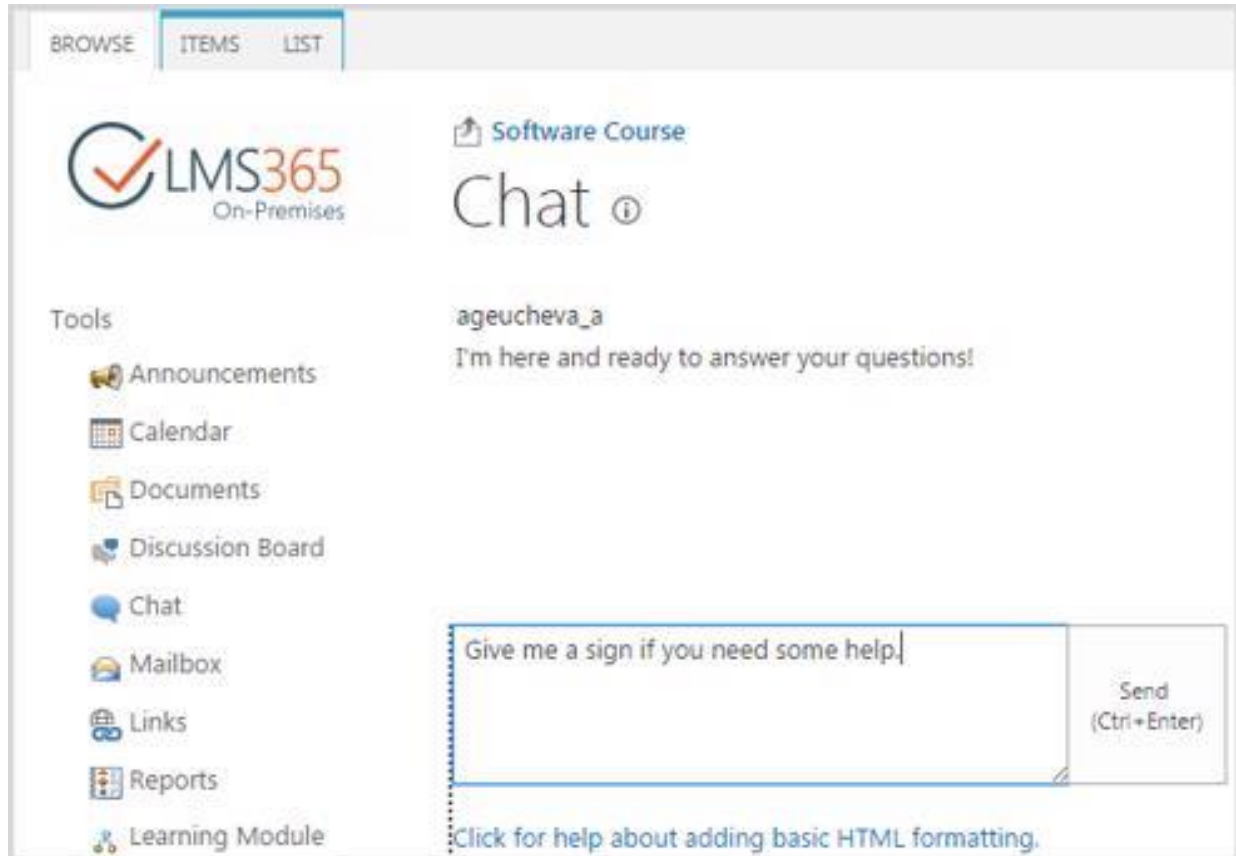 BROWSE ITEMS LIST
LMS365
On-Premises
Software Course
Chat
Tools
Announcements
Calendar
Documents
Discussion Board
Chat
Mailbox
Links
Reports
Learning Module
ageucheva_a
I'm here and ready to answer your questions!
Give me a sign if you need some help.
Send
(Ctrl+Enter)
Click for help about adding basic HTML formatting.